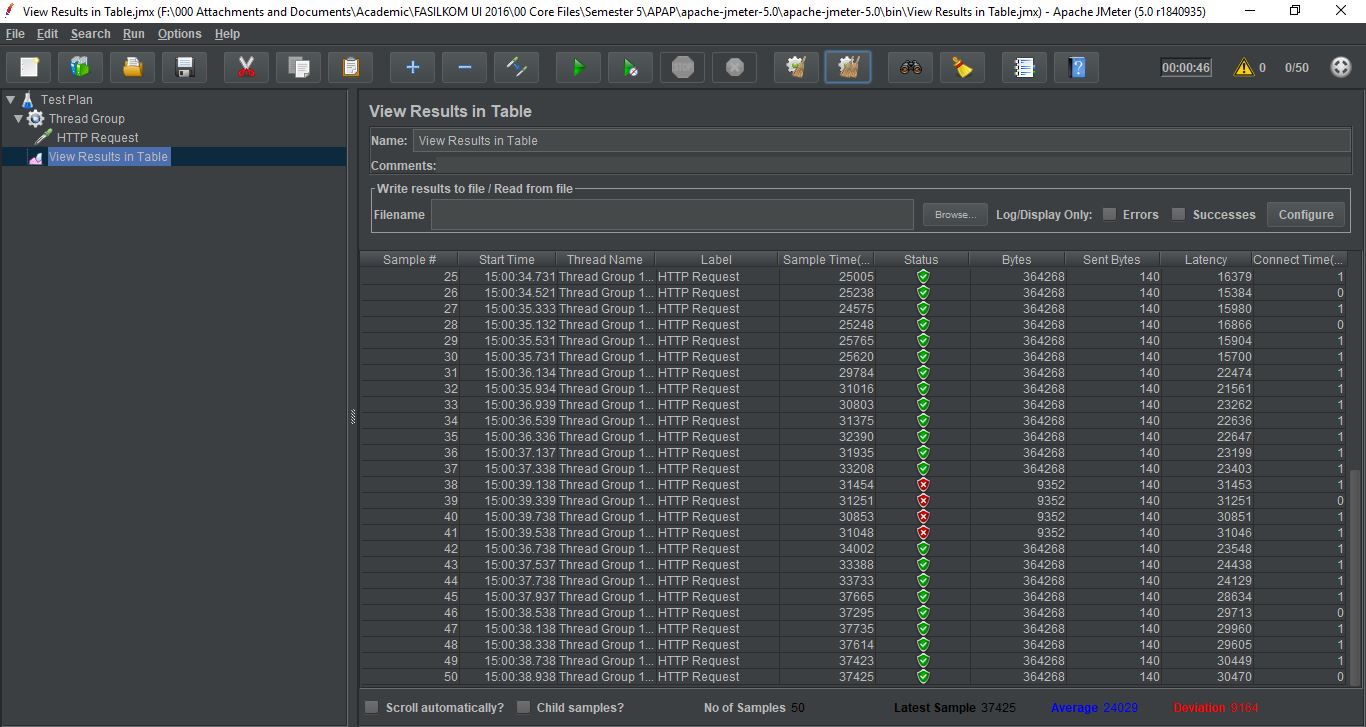 View Results in Table.jmx (F:\000 Attachments and Documents\Academic\FASILKOM UI 2016\00 Core Files\Semester 5\APAP\apache-jmeter-5.0\apache-jmeter-5.0\bin\View Results in Table.jmx) - Apache JMeter (5.0 r1840935)
File Edit Search Run Options Help
STOP 00:00:46 0 0/50
Test Plan
Thread Group
HTTP Request
View Results in Table
View Results in Table
Name: View Results in Table
Comments:
Write results to file / Read from file
Filename Browse... Log/Display Only: Errors Successes Configure
Sample # Start Time Thread Name Label Sample Time(... Status Bytes Sent Bytes Latency Connect Time(...
25 15:00:34.731 Thread Group 1... HTTP Request 25005 364268 140 16379 1
26 15:00:34.521 Thread Group 1... HTTP Request 25238 364268 140 15384 0
27 15:00:35.333 Thread Group 1... HTTP Request 24575 364268 140 15980 1
28 15:00:35.132 Thread Group 1... HTTP Request 25248 364268 140 16866 0
29 15:00:35.531 Thread Group 1... HTTP Request 25765 364268 140 15904 1
30 15:00:35.731 Thread Group 1... HTTP Request 25620 364268 140 15700 1
31 15:00:36.134 Thread Group 1... HTTP Request 29784 364268 140 22474 1
32 15:00:35.934 Thread Group 1... HTTP Request 31016 364268 140 21561 1
33 15:00:36.939 Thread Group 1... HTTP Request 30803 364268 140 23262 1
34 15:00:36.539 Thread Group 1... HTTP Request 31375 364268 140 22636 1
35 15:00:36.336 Thread Group 1... HTTP Request 32390 364268 140 22647 1
36 15:00:37.137 Thread Group 1... HTTP Request 31935 364268 140 23199 1
37 15:00:37.338 Thread Group 1... HTTP Request 33208 364268 140 23403 1
38 15:00:39.138 Thread Group 1... HTTP Request 31454 9352 140 31453 1
39 15:00:39.339 Thread Group 1... HTTP Request 31251 9352 140 31251 0
40 15:00:39.738 Thread Group 1... HTTP Request 30853 9352 140 30851 1
41 15:00:39.538 Thread Group 1... HTTP Request 31048 9352 140 31046 1
42 15:00:36.738 Thread Group 1... HTTP Request 34002 364268 140 23548 1
43 15:00:37.537 Thread Group 1... HTTP Request 33388 364268 140 24438 1
44 15:00:37.738 Thread Group 1... HTTP Request 33733 364268 140 24129 1
45 15:00:37.937 Thread Group 1... HTTP Request 37665 364268 140 28634 1
46 15:00:38.538 Thread Group 1... HTTP Request 37295 364268 140 29713 0
47 15:00:38.138 Thread Group 1... HTTP Request 37735 364268 140 29960 1
48 15:00:38.338 Thread Group 1... HTTP Request 37614 364268 140 29605 1
49 15:00:38.738 Thread Group 1... HTTP Request 37423 364268 140 30449 1
50 15:00:38.938 Thread Group 1... HTTP Request 37425 364268 140 30470 0
Scroll automatically? Child samples? No of Samples 50 Latest Sample 37425 Average 24029 Deviation 9164